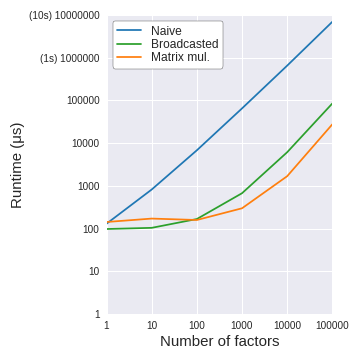 (10s) 10000000
(1s) 1000000
100000
10000
1000
100
10
1
Runtime (µs)
Naive
Broadcasted
Matrix mul.
1 10 100 1000 10000 100000
Number of factors